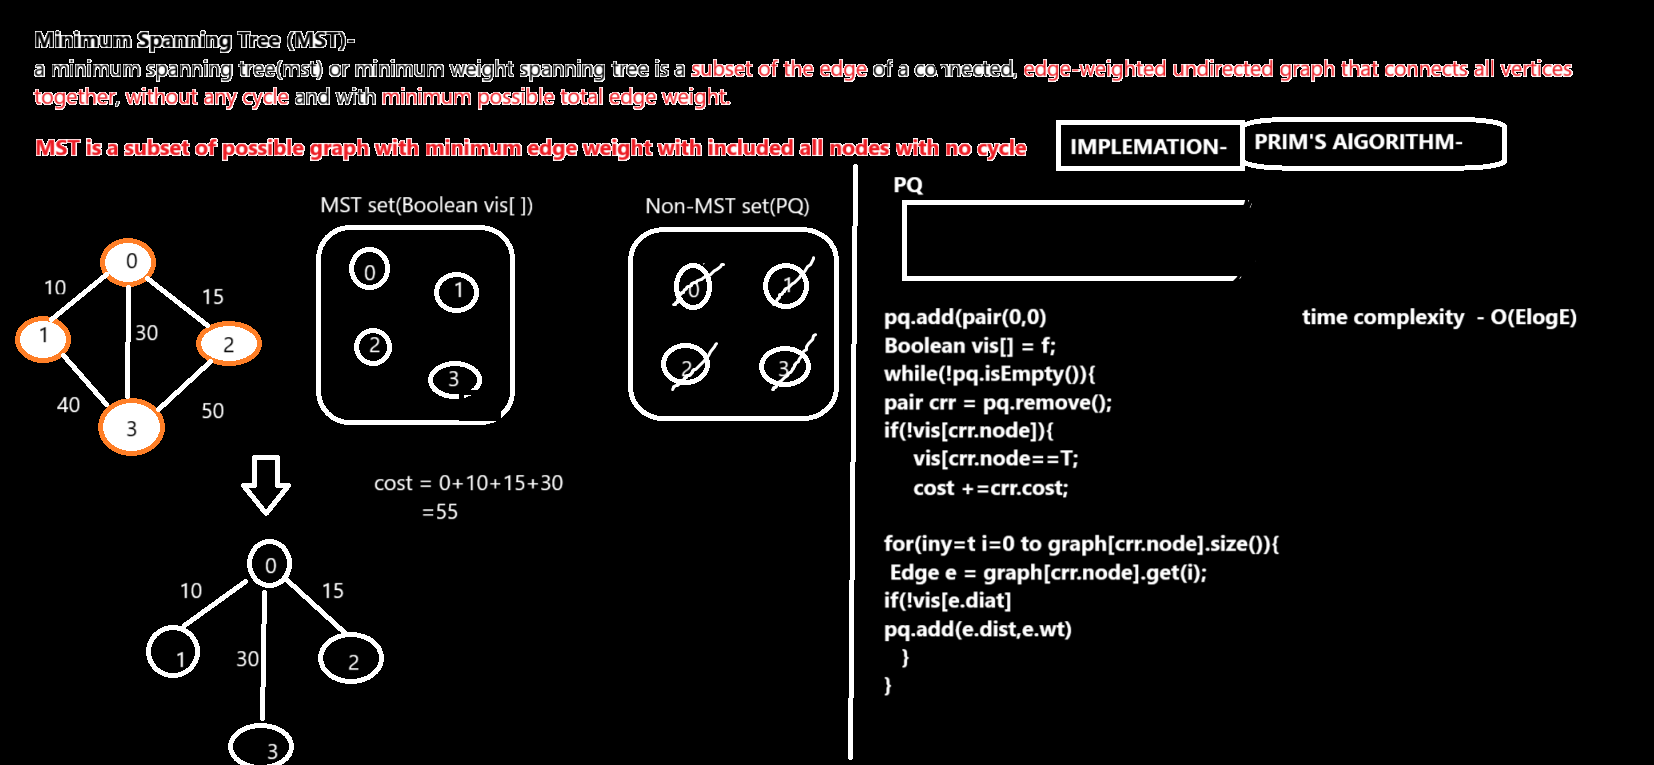 Minimum Spanning Tree (MST)-
a minimum spanning tree(mst) or minimum weight spanning tree is a subset of the edge of a connected, edge-weighted undirected graph that connects all vertices
together, without any cycle and with minimum possible total edge weight.
MST is a subset of possible graph with minimum edge weight with included all nodes with no cycle
IMPLEMATION-
PRIM'S AlGORITHM-
MST set(Boolean vis[ ])
Non-MST set(PQ)
0
10
15
1
30
2
40
50
3
0
1
2
3
0
1
2
3
cost = 0+10+15+30
=55
0
10
15
1
30
2
3
PQ
pq.add(pair(0,0)
time complexity - O(ElogE)
Boolean vis[] = f;
while(!pq.isEmpty()){
pair crr = pq.remove();
if(!vis[crr.node]){
vis[crr.node==T;
cost +=crr.cost;
for(iny=t i=0 to graph[crr.node].size()){
Edge e = graph[crr.node].get(i);
if(!vis[e.diat]
pq.add(e.dist,e.wt)
}
}